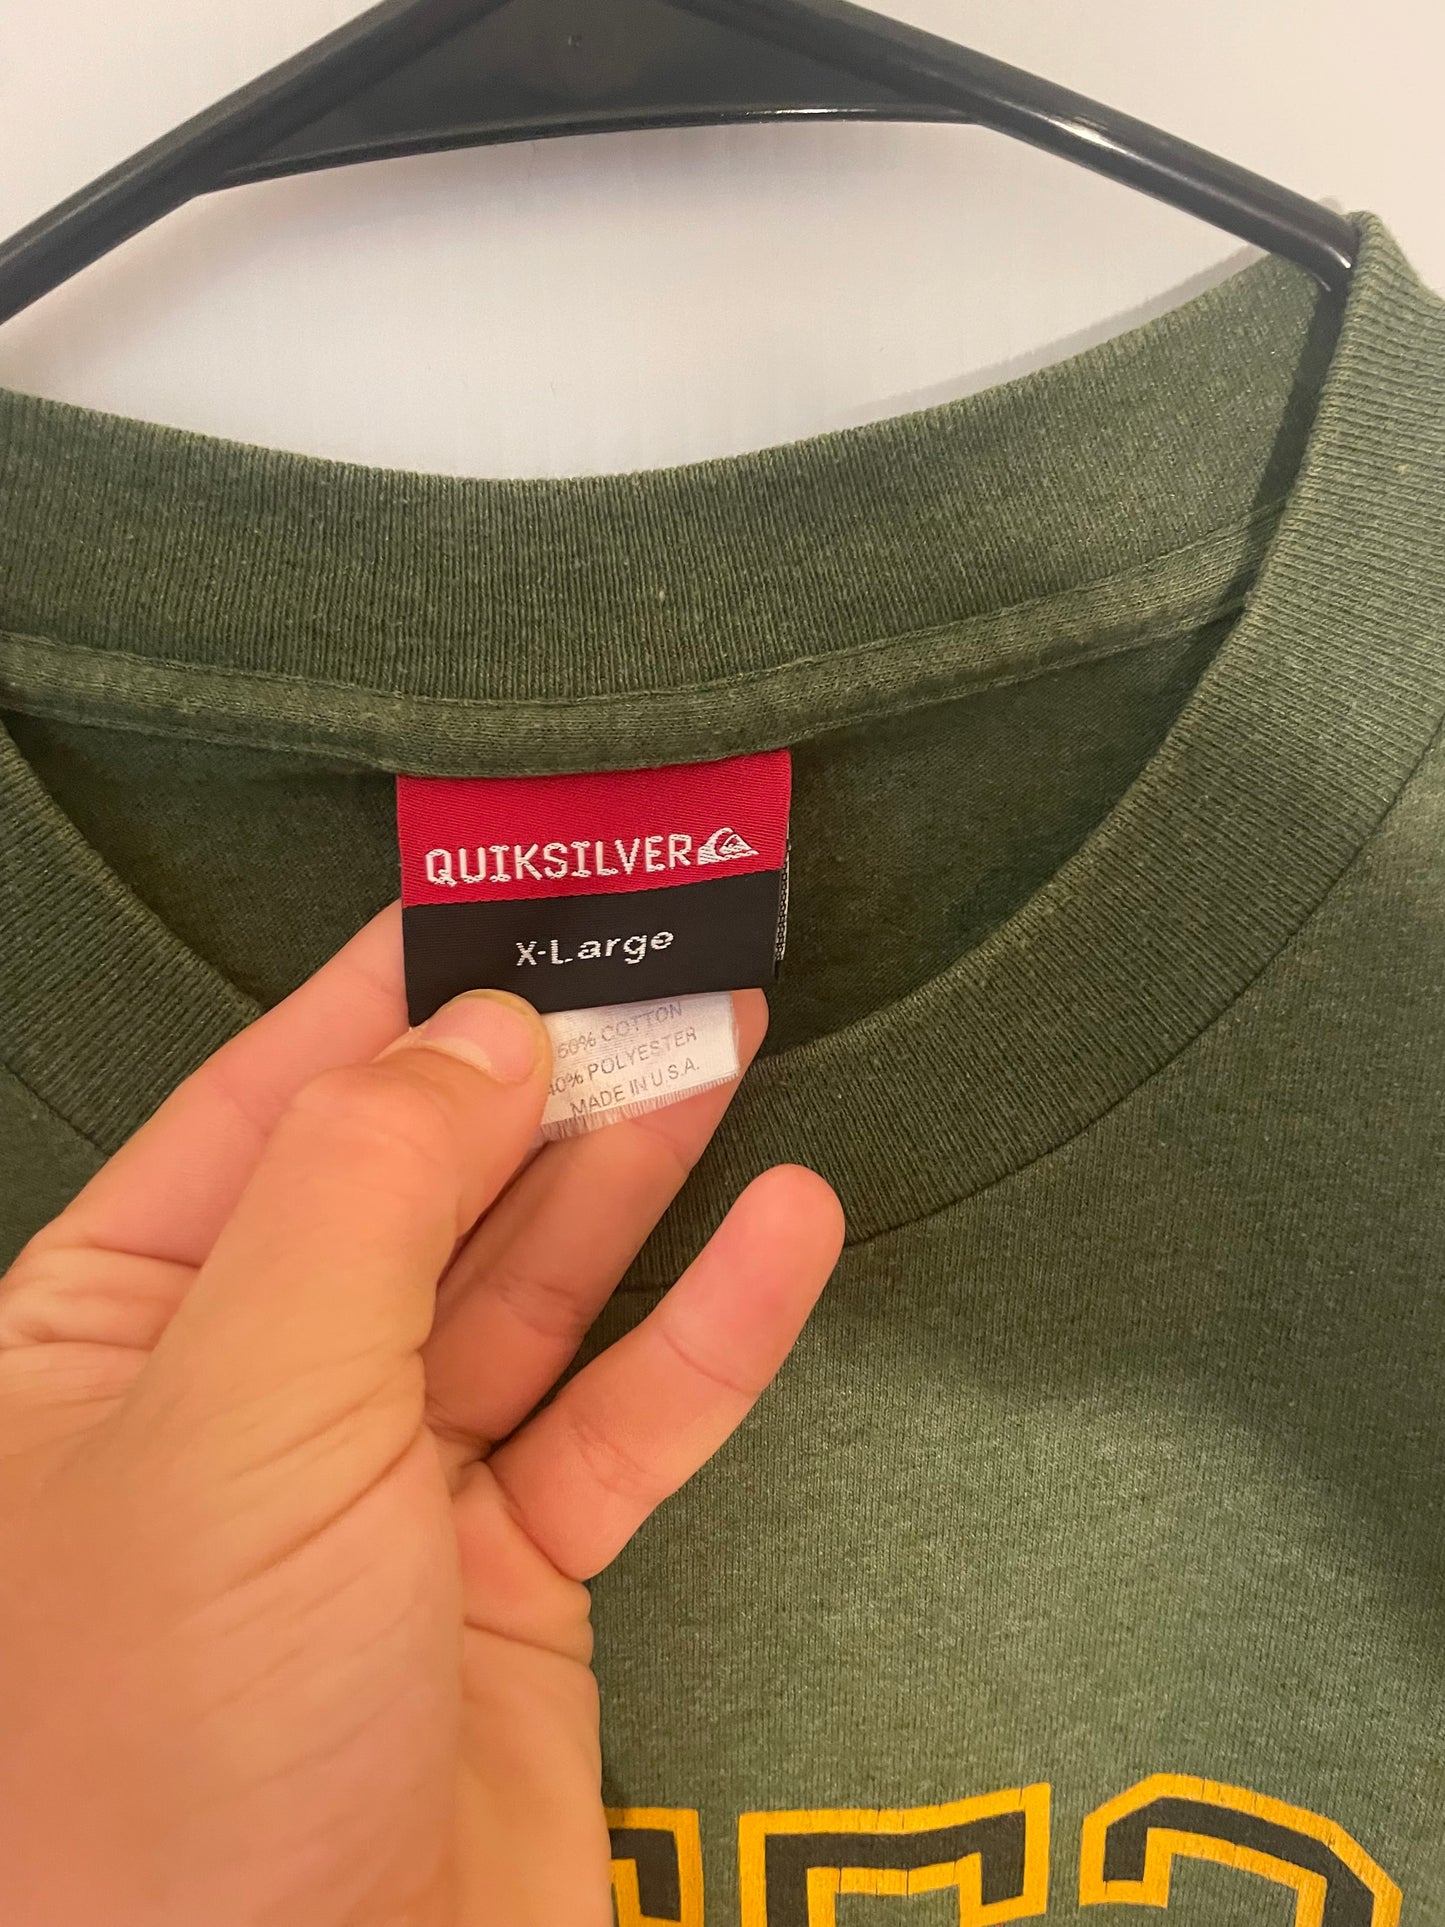 QUIKSILVER
X-Large
60% COTTON
40% POLYESTER
MADE IN U.S.A.